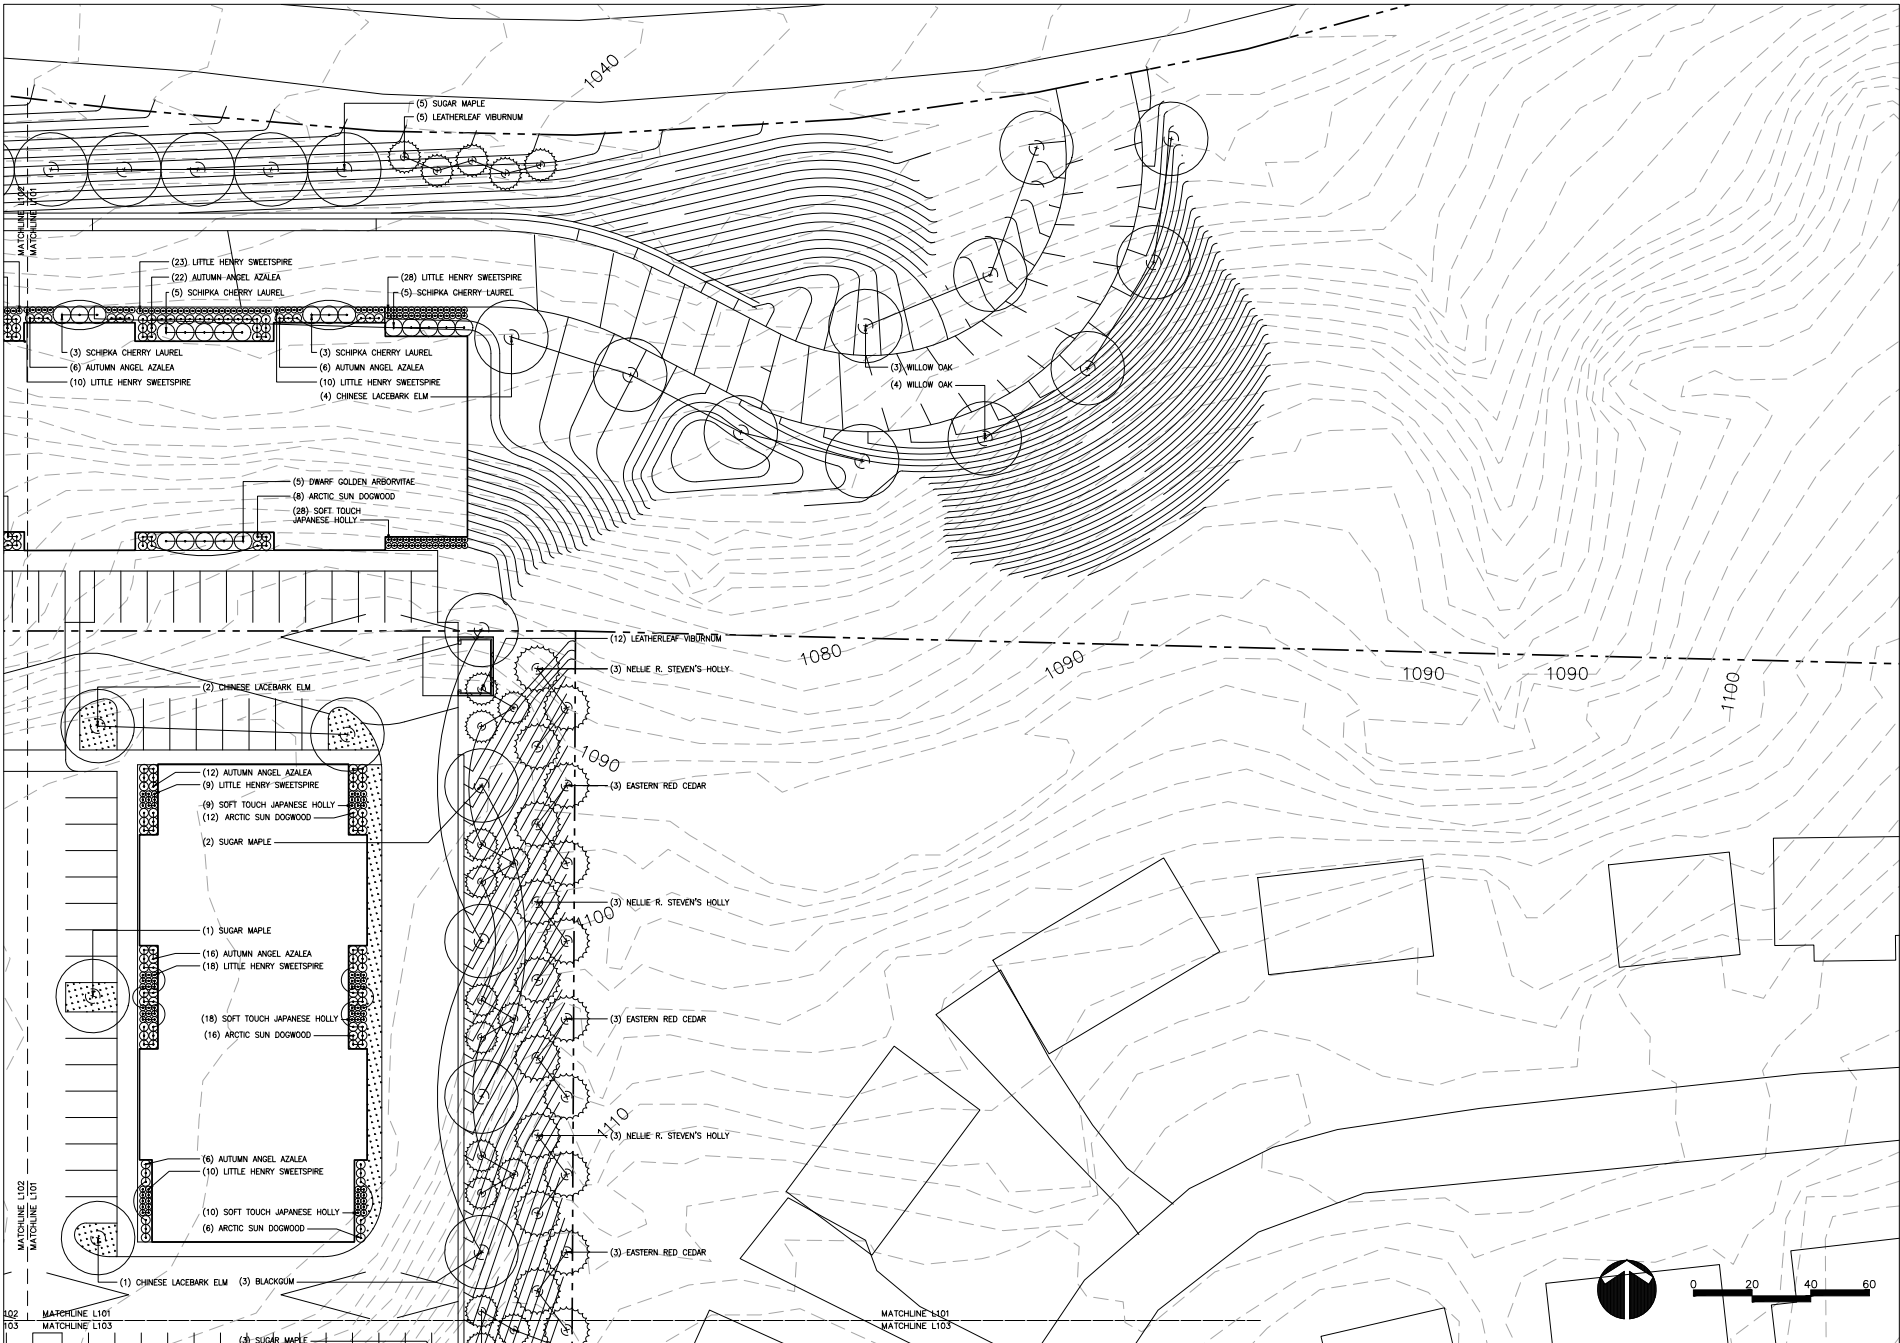 1040
(5) SUGAR MAPLE
(5) LEATHERLEAF VIBURNUM
MATCHLINE L102
MATCHLINE L101
(23) LITTLE HENRY SWEETSPIRE
(22) AUTUMN ANGEL AZALEA
(5) SCHIPKA CHERRY LAUREL
(28) LITTLE HENRY SWEETSPIRE
(5) SCHIPKA CHERRY LAUREL
(3) SCHIPKA CHERRY LAUREL
(6) AUTUMN ANGEL AZALEA
(10) LITTLE HENRY SWEETSPIRE
(3) SCHIPKA CHERRY LAUREL
(6) AUTUMN ANGEL AZALEA
(10) LITTLE HENRY SWEETSPIRE
(4) CHINESE LACEBARK ELM
(3) WILLOW OAK
(4) WILLOW OAK
(5) DWARF GOLDEN ARBORVITAE
(8) ARCTIC SUN DOGWOOD
(28) SOFT TOUCH
JAPANESE HOLLY
(12) LEATHERLEAF VIBURNUM
(3) NELLIE R. STEVEN'S HOLLY
1080
1090
1090
1090
1100
(2) CHINESE LACEBARK ELM
1090
(12) AUTUMN ANGEL AZALEA
(9) LITTLE HENRY SWEETSPIRE
(3) EASTERN RED CEDAR
(9) SOFT TOUCH JAPANESE HOLLY
(12) ARCTIC SUN DOGWOOD
(2) SUGAR MAPLE
(3) NELLIE R. STEVEN'S HOLLY
1100
(1) SUGAR MAPLE
(16) AUTUMN ANGEL AZALEA
(18) LITTLE HENRY SWEETSPIRE
(18) SOFT TOUCH JAPANESE HOLLY
(3) EASTERN RED CEDAR
(16) ARCTIC SUN DOGWOOD
1110
(3) NELLIE R. STEVEN'S HOLLY
(6) AUTUMN ANGEL AZALEA
(10) LITTLE HENRY SWEETSPIRE
MATCHLINE L102
MATCHLINE L101
(10) SOFT TOUCH JAPANESE HOLLY
(6) ARCTIC SUN DOGWOOD
(3) EASTERN RED CEDAR
(1) CHINESE LACEBARK ELM
(3) BLACKGUM
0 20 40 60
102 MATCHLINE L101
103 MATCHLINE L103
MATCHLINE L101
MATCHLINE L103
(3) SUGAR MAPLE